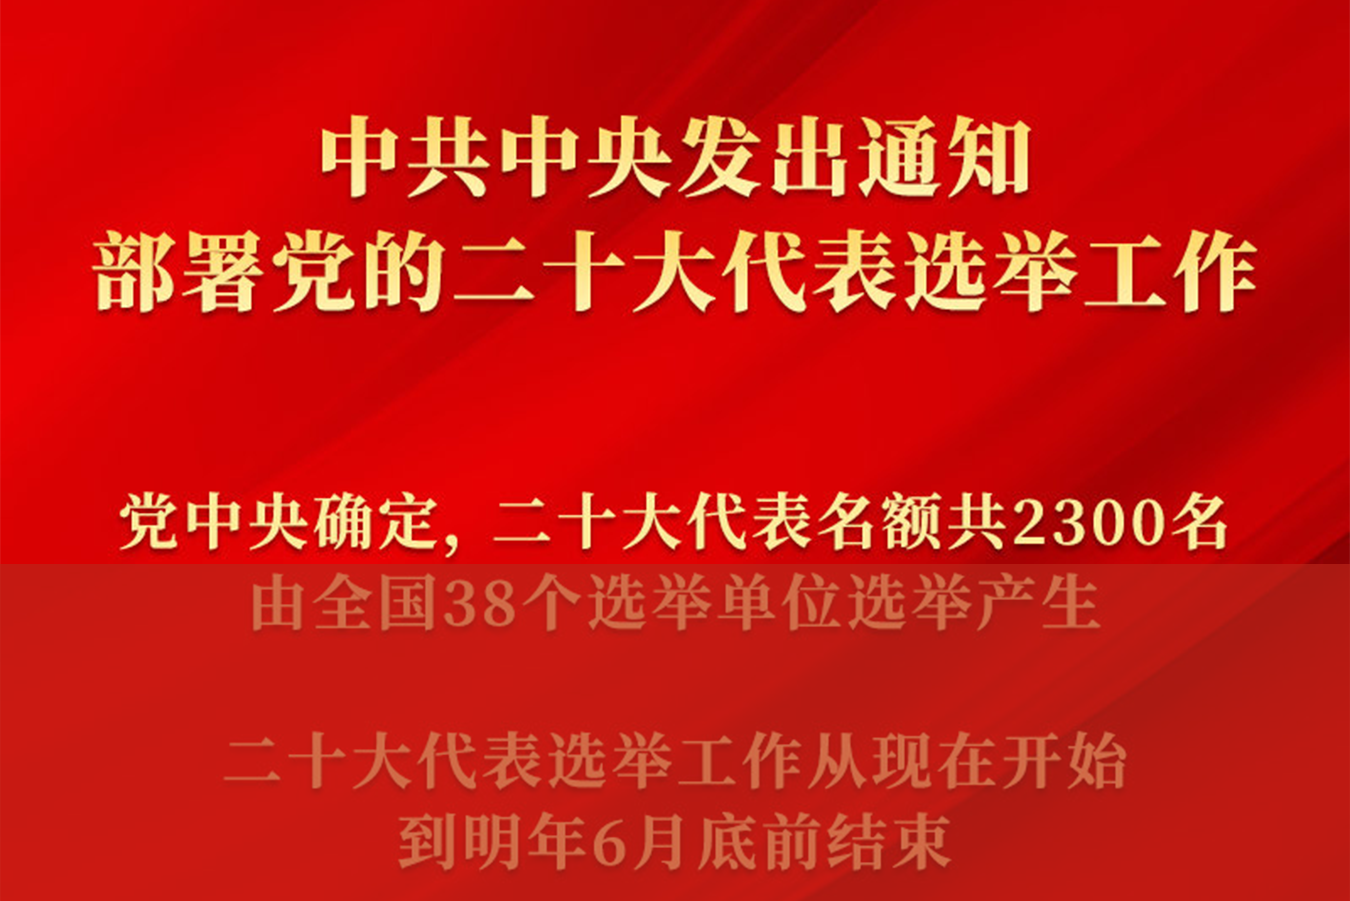 中共中央发出通知
部署党的二十大代表选举工作
党中央确定，二十大代表名额共2300名
由全国38个选举单位选举产生
二十大代表选举工作从现在开始
到明年6月底前结束